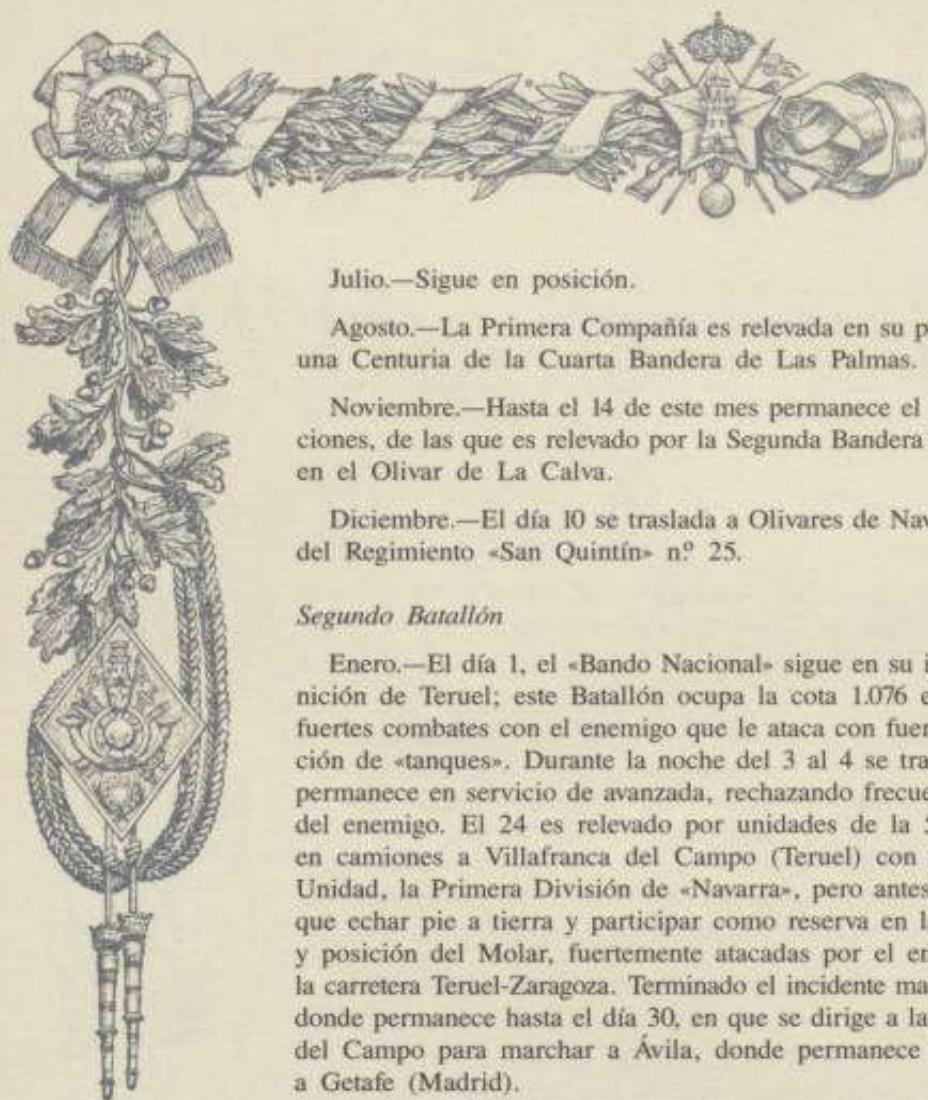 Julio.—Sigue en posición.
Agosto.—La Primera Compañía es relevada en su p
una Centuria de la Cuarta Bandera de Las Palmas.
Noviembre.—Hasta el 14 de este mes permanece el
ciones, de las que es relevado por la Segunda Bandera
en el Olivar de La Calva.
Diciembre.—El día 10 se traslada a Olivares de Nav
del Regimiento «San Quintín» n.º 25.
Segundo Batallón
Enero.—El día 1, el «Bando Nacional» sigue en su i
nición de Teruel; este Batallón ocupa la cota 1.076 e
fuertes combates con el enemigo que le ataca con fuer
ción de «tanques». Durante la noche del 3 al 4 se tra
permanece en servicio de avanzada, rechazando frecue
del enemigo. El 24 es relevado por unidades de la
en camiones a Villafranca del Campo (Teruel) con
Unidad, la Primera División de «Navarra», pero antes
que echar pie a tierra y participar como reserva en l
y posición del Molar, fuertemente atacadas por el en
la carretera Teruel-Zaragoza. Terminado el incidente ma
donde permanece hasta el día 30, en que se dirige a la
del Campo para marchar a Ávila, donde permanece
a Getafe (Madrid).